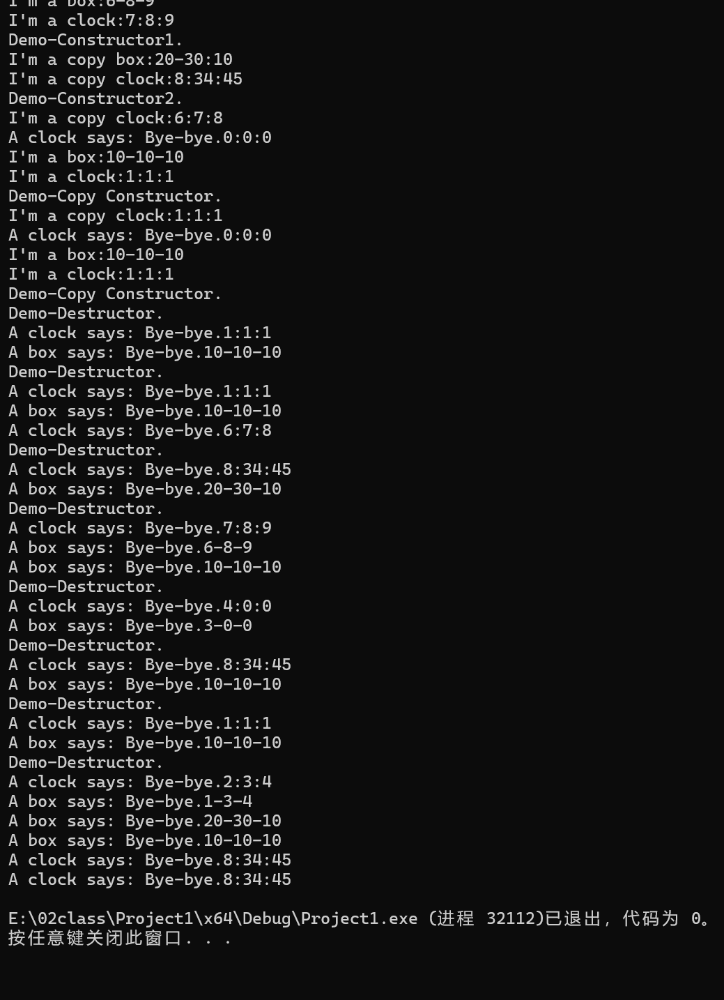 I'm a box:6-8-9
I'm a clock:7:8:9
Demo-Constructor1.
I'm a copy box:20-30:10
I'm a copy clock:8:34:45
Demo-Constructor2.
I'm a copy clock:6:7:8
A clock says: Bye-bye.0:0:0
I'm a box:10-10-10
I'm a clock:1:1:1
Demo-Copy Constructor.
I'm a copy clock:1:1:1
A clock says: Bye-bye.0:0:0
I'm a box:10-10-10
I'm a clock:1:1:1
Demo-Copy Constructor.
Demo-Destructor.
A clock says: Bye-bye.1:1:1
A box says: Bye-bye.10-10-10
Demo-Destructor.
A clock says: Bye-bye.1:1:1
A box says: Bye-bye.10-10-10
A clock says: Bye-bye.6:7:8
Demo-Destructor.
A clock says: Bye-bye.8:34:45
A box says: Bye-bye.20-30-10
Demo-Destructor.
A clock says: Bye-bye.7:8:9
A box says: Bye-bye.6-8-9
A box says: Bye-bye.10-10-10
Demo-Destructor.
A clock says: Bye-bye.4:0:0
A box says: Bye-bye.3-0-0
Demo-Destructor.
A clock says: Bye-bye.8:34:45
A box says: Bye-bye.10-10-10
Demo-Destructor.
A clock says: Bye-bye.1:1:1
A box says: Bye-bye.10-10-10
Demo-Destructor.
A clock says: Bye-bye.2:3:4
A box says: Bye-bye.1-3-4
A box says: Bye-bye.20-30-10
A box says: Bye-bye.10-10-10
A clock says: Bye-bye.8:34:45
A clock says: Bye-bye.8:34:45
E:\02class\Project1\x64\Debug\Project1.exe (进程 32112)已退出，代码为 0。
按任意键关闭此窗口. . .